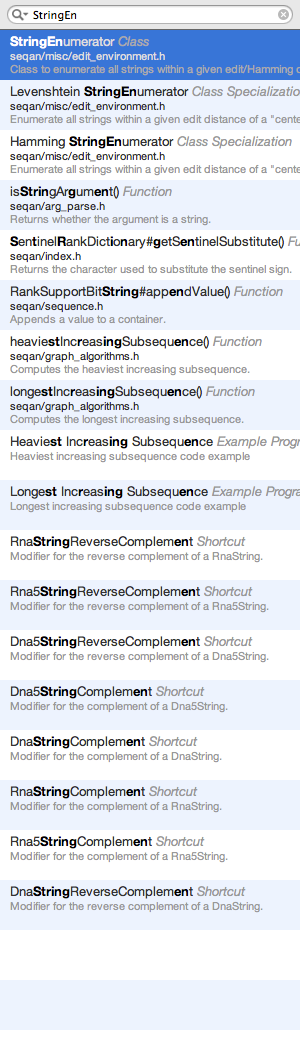 StringEn
StringEnumerator Class
seqan/misc/edit_environment.h
Class to enumerate all strings within a given edit/Hamming
Levenshtein StringEnumerator Class Specializatio
seqan/misc/edit_environment.h
Enumerate all strings within a given edit distance of a "cente
Hamming StringEnumerator Class Specialization
seqan/misc/edit_environment.h
Enumerate all strings within a given edit distance of a "cente
isStringArgument() Function
seqan/arg_parse.h
Returns whether the argument is a string.
SentinelRankDictionary#getSentinelSubstitute() Fu
seqan/index.h
Returns the character used to substitute the sentinel sign.
RankSupportBitString#appendValue() Function
seqan/sequence.h
Appends a value to a container.
heaviestIncreasingSubsequence() Function
seqan/graph_algorithms.h
Computes the heaviest increasing subsequence.
longestIncreasingSubsequence() Function
seqan/graph_algorithms.h
Computes the longest increasing subsequence.
Heaviest Increasing Subsequence Example Progr
Heaviest increasing subsequence code example
Longest Increasing Subsequence Example Progra
Longest increasing subsequence code example
RnaStringReverseComplement Shortcut
Modifier for the reverse complement of a RnaString.
Rna5StringReverseComplement Shortcut
Modifier for the reverse complement of a Rna5String.
Dna5StringReverseComplement Shortcut
Modifier for the reverse complement of a Dna5String.
Dna5StringComplement Shortcut
Modifier for the complement of a Dna5String.
DnaStringComplement Shortcut
Modifier for the complement of a DnaString.
RnaStringComplement Shortcut
Modifier for the complement of a RnaString.
Rna5StringComplement Shortcut
Modifier for the complement of a Rna5String.
DnaStringReverseComplement Shortcut
Modifier for the reverse complement of a DnaString.